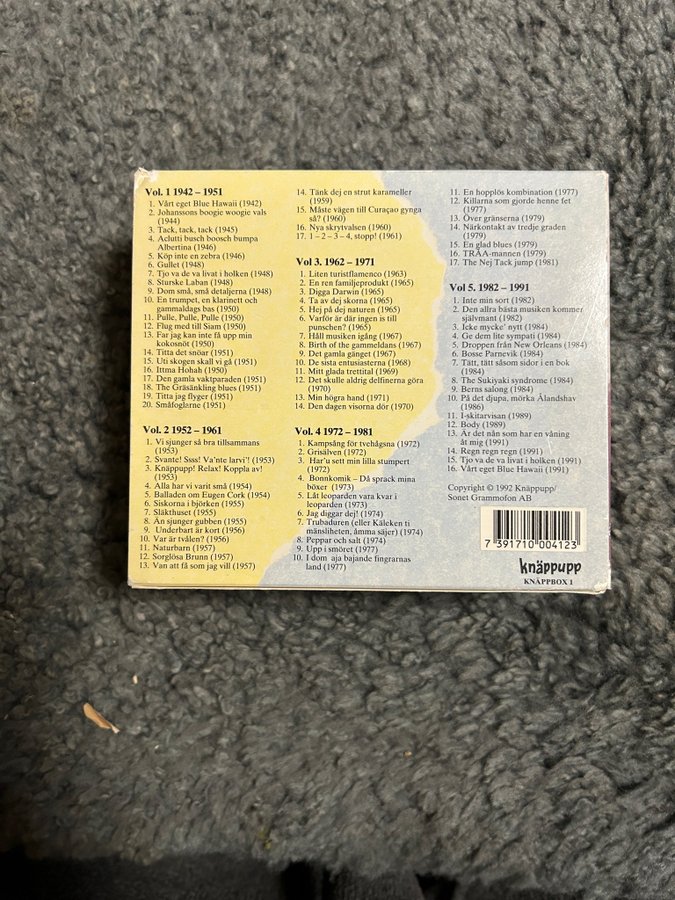 Vol. 1 1942 – 1951
1. Vårt eget Blue Hawaii (1942)
2. Johanssons boogie woogie vals
(1944)
3. Tack, tack, tack (1945)
4. Aclutti busch boosch bumpa
Albertina (1946)
5. Köp inte en zebra (1946)
6. Gullet (1948)
7. Tjo va de va livat i holken (1948)
8. Sturske Laban (1948)
9. Dom små, små detaljerna (1948)
10. En trumpet, en klarinett och
gammaldags bas (1950)
11. Pulle, Pulle, Pulle (1950)
12. Flug med till Siam (1950)
13. Far jag kan inte få upp min
kokosnöt (1950)
14. Titta det snöar (1951)
15. Uti skogen skall vi gå (1951)
16. Ittma Hohah (1950)
17. Den gamla vaktparaden (1951)
18. The Gräsänkling blues (1951)
19. Titta jag flyger (1951)
20. Småfoglarne (1951)
Vol. 2 1952 – 1961
1. Vi sjunger så bra tillsammans
(1953)
2. Svante! Ssss! Va'nte larvi'! (1953)
3. Knäppupp! Relax! Koppla av!
(1953)
4. Alla har vi varit små (1954)
5. Balladen om Eugen Cork (1954)
6. Siskorna i björken (1955)
7. Släkthuset (1955)
8. Än sjunger gubben (1955)
9. Underbart är kort (1956)
10. Var är tvålen? (1956)
11. Naturbarn (1957)
12. Sorglösa Brunn (1957)
13. Van att få som jag vill (1957)
14. Tänk dej en strut karameller
(1959)
15. Måste vägen till Curaçao gynga
så? (1960)
16. Nya skrytvalsen (1960)
17. 1 – 2 – 3 – 4, stopp! (1961)
Vol 3. 1962 – 1971
1. Liten turistflamenco (1963)
2. En ren familjeprodukt (1965)
3. Digga Darwin (1965)
4. Ta av dej skorna (1965)
5. Hej på dej naturen (1965)
6. Varför är där ingen is till
punschen? (1965)
7. Håll musiken igång (1967)
8. Birth of the gammeldans (1967)
9. Det gamla gänget (1967)
10. De sista entusiasterna (1968)
11. Mitt glada trettital (1969)
12. Det skulle aldrig delfinerna göra
(1970)
13. Min högra hand (1971)
14. Den dagen visorna dör (1970)
Vol. 4 1972 – 1981
1. Kampsång för tvehågsna (1972)
2. Grisälven (1972)
3. Har'u sett min lilla stumpert
(1972)
4. Bonnkomik – Då sprack mina
böxer (1973)
5. Låt leoparden vara kvar i
leoparden (1973)
6. Jag diggar dej! (1974)
7. Trubaduren (eller Käleken ti
mänsliheten, åmma säjer) (1974)
8. Peppar och salt (1974)
9. Upp i smöret (1977)
10. I dom aja bajande fingrarnas
land (1977)
11. En hopplös kombination (1977)
12. Killarna som gjorde henne fet
(1977)
13. Över gränserna (1979)
14. Närkontakt av tredje graden
(1979)
15. En glad blues (1979)
16. TRÅA-mannen (1979)
17. The Nej Tack jump (1981)
Vol 5. 1982 – 1991
1. Inte min sort (1982)
2. Den allra bästa musiken kommer
självmant (1982)
3. Icke mycke' nytt (1984)
4. Ge dem lite sympati (1984)
5. Droppen från New Orleans (1984)
6. Bosse Parnevik (1984)
7. Tätt, tätt såsom sidor i en bok
(1984)
8. The Sukiyaki syndrome (1984)
9. Berns salong (1984)
10. På det djupa, mörka Ålandshav
(1986)
11. I-skitarvisan (1989)
12. Body (1989)
13. Är det nån som har en våning
åt mig (1991)
14. Regn regn regn (1991)
15. Tjo va de va livat i holken (1991)
16. Vårt eget Blue Hawaii (1991)
Copyright © 1992 Knäppupp/
Sonet Grammofon AB
7 391710 004123
knäppupp
KNÄPPBOX 1